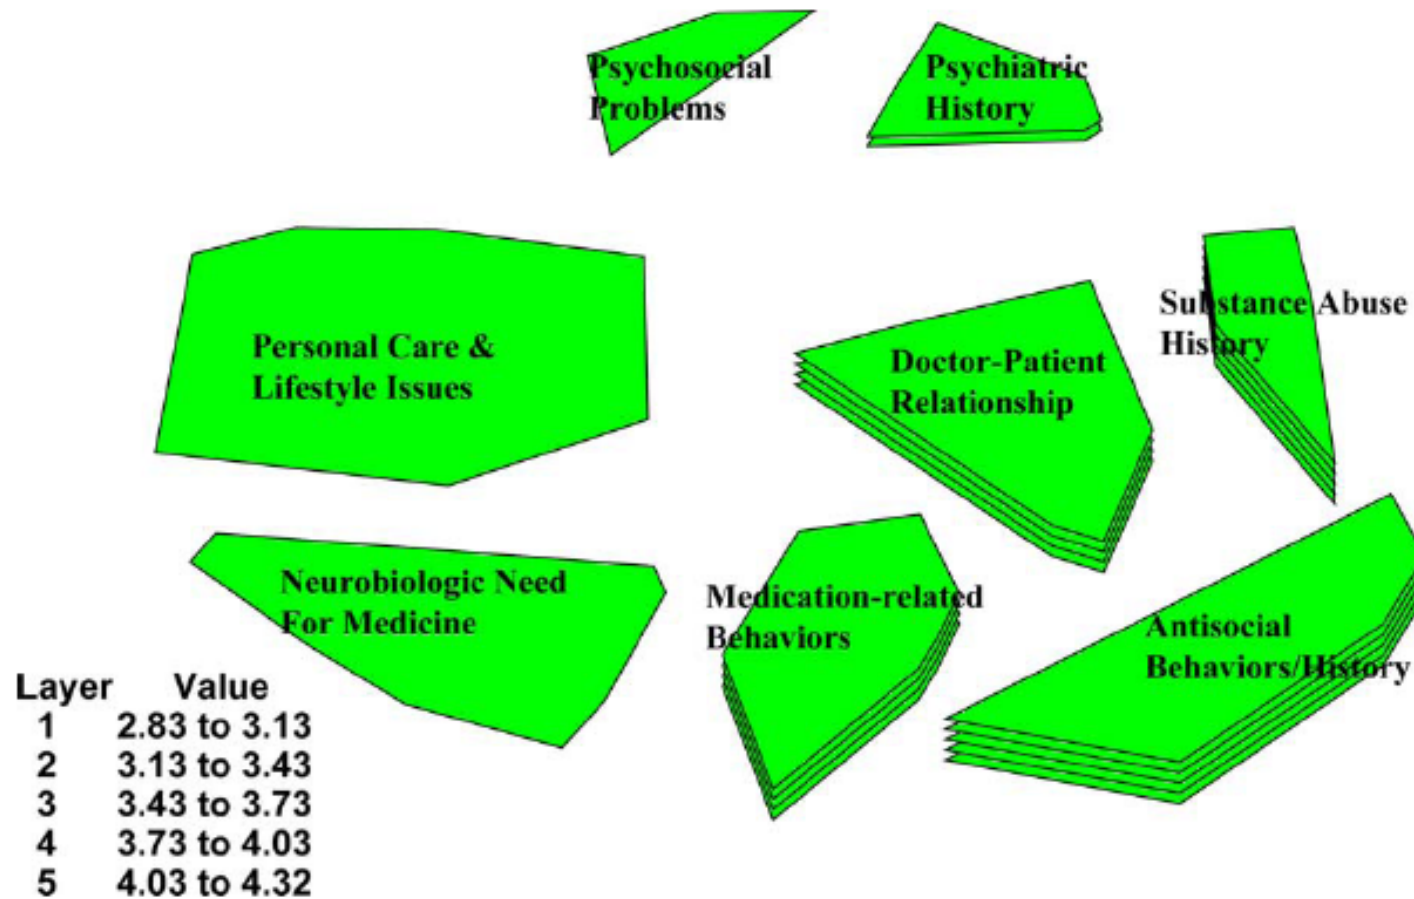 Psychosocial
Problems
Psychiatric
History
Personal Care &
Lifestyle Issues
Doctor-Patient
Relationship
Substance Abuse
History
Neurobiologic Need
For Medicine
Medication-related
Behaviors
Antisocial
Behaviors/History
Layer Value
1 2.83 to 3.13
2 3.13 to 3.43
3 3.43 to 3.73
4 3.73 to 4.03
5 4.03 to 4.32